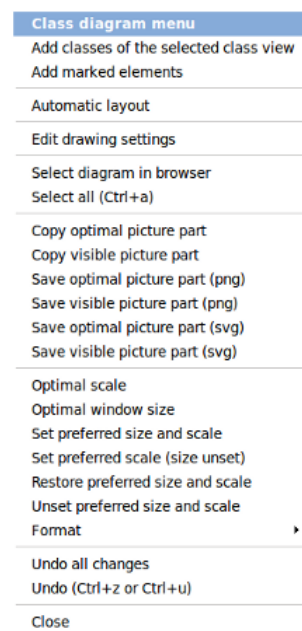 Class diagram menu
Add classes of the selected class view
Add marked elements
Automatic layout
Edit drawing settings
Select diagram in browser
Select all (Ctrl+a)
Copy optimal picture part
Copy visible picture part
Save optimal picture part (png)
Save visible picture part (png)
Save optimal picture part (svg)
Save visible picture part (svg)
Optimal scale
Optimal window size
Set preferred size and scale
Set preferred scale (size unset)
Restore preferred size and scale
Unset preferred size and scale
Format
Undo all changes
Undo (Ctrl+z or Ctrl+u)
Close